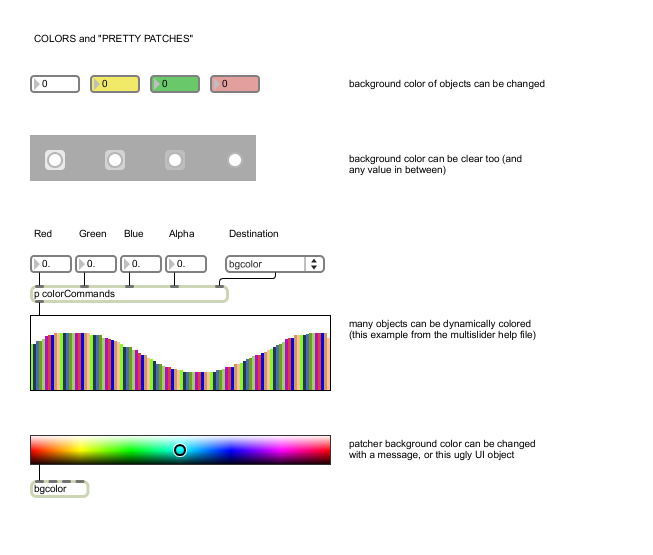 COLORS and "PRETTY PATCHES"
0 0 0 0
background color of objects can be changed
background color can be clear too (and
any value in between)
Red Green Blue Alpha Destination
0. 0. 0. 0. bgcolor
p colorCommands
many objects can be dynamically colored
(this example from the multislider help file)
patcher background color can be changed
with a message, or this ugly UI object
bgcolor